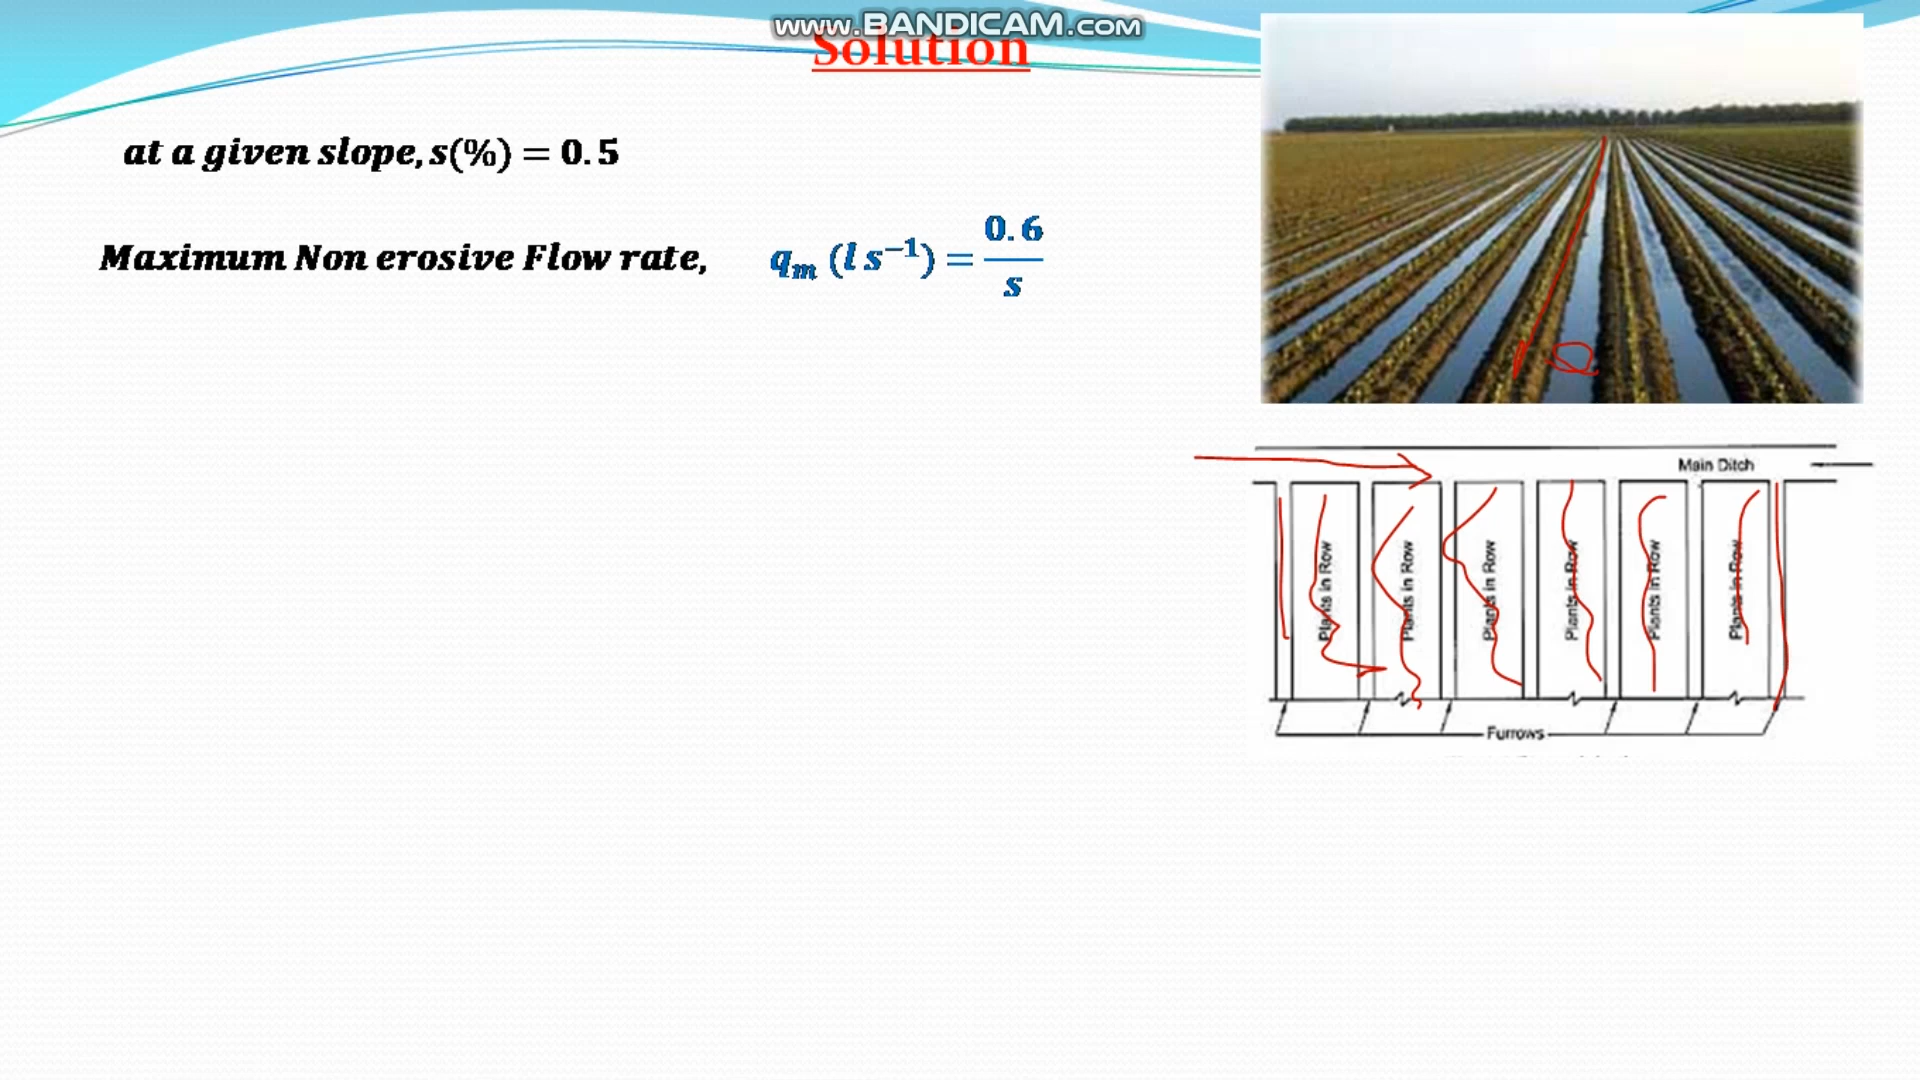 www.BANDICAM.com
Solution
at a given slope, s(%) = 0.5
Maximum Non erosive Flow rate, qₘ (l s⁻¹) = 0.6/s
Q
Main Ditch
Plants in Row
Plants in Row
Plants in Row
Plants in Row
Plants in Row
Plants in Row
Furrows